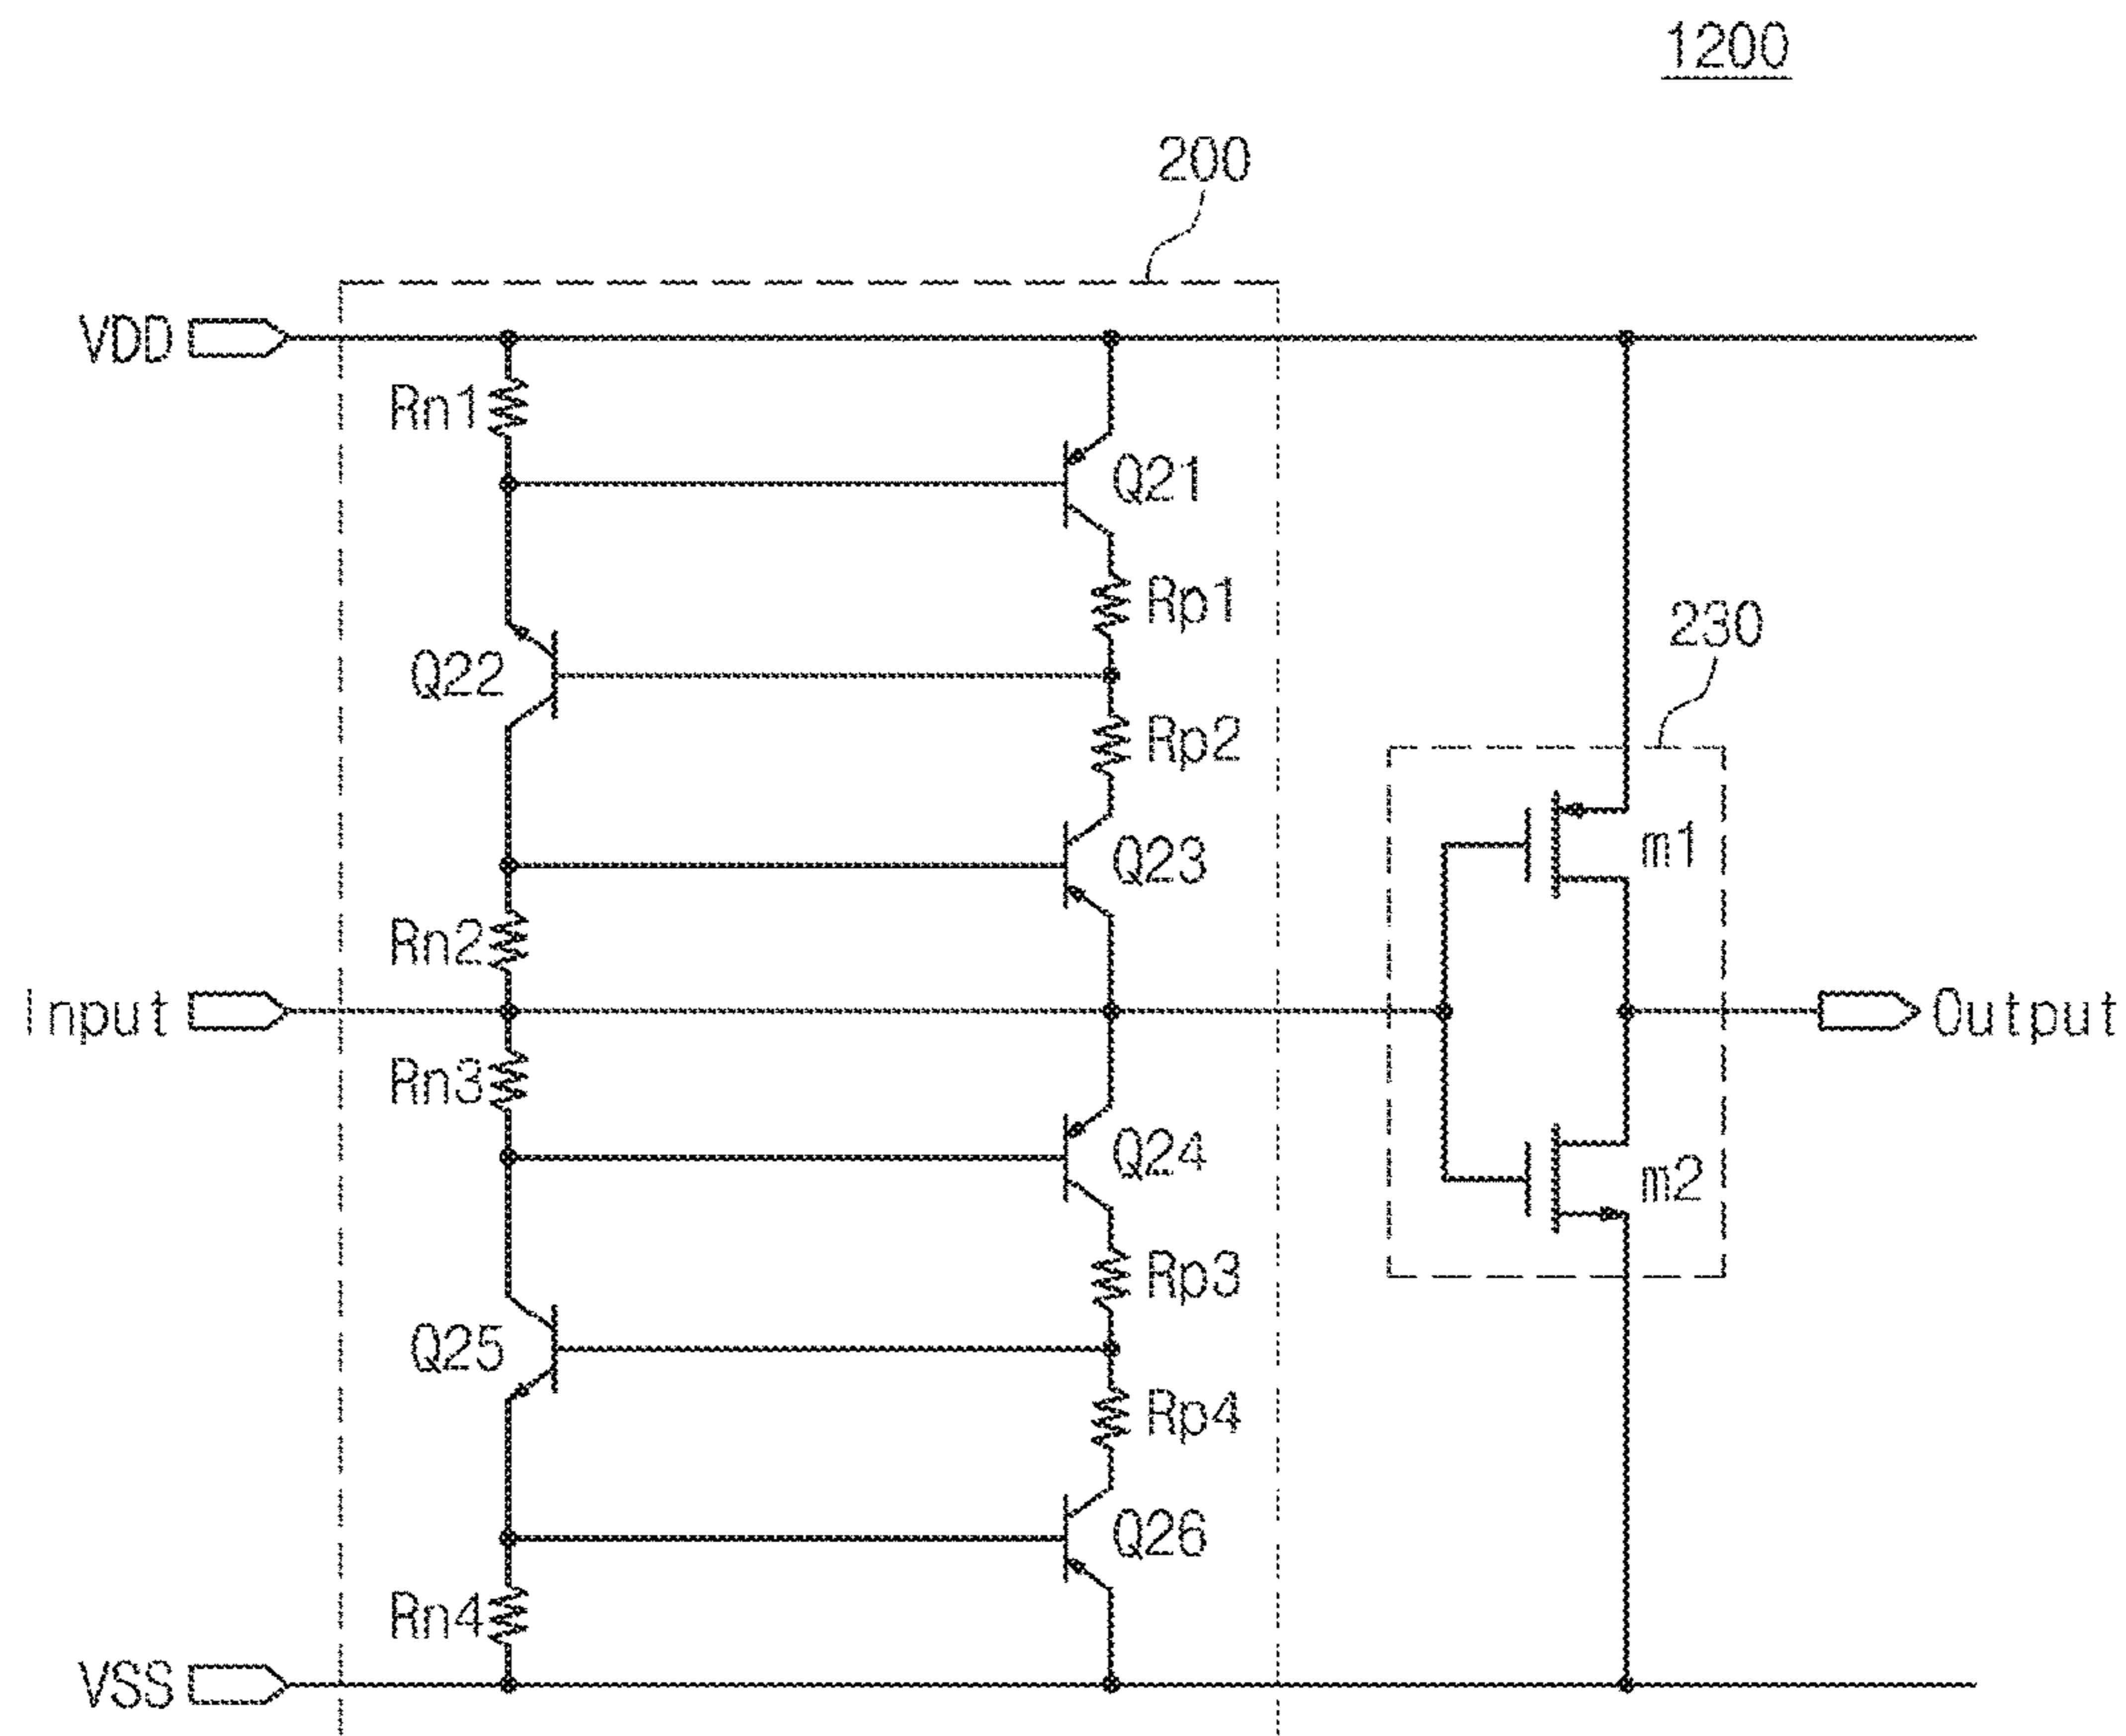 1200
200
VDD
Rn1
Q21
Rp1
230
Q22
Rp2
m1
Q23
Rn2
Input
Output
Rn3
Q24
m2
Rp3
Q25
Rp4
Q26
Rn4
VSS